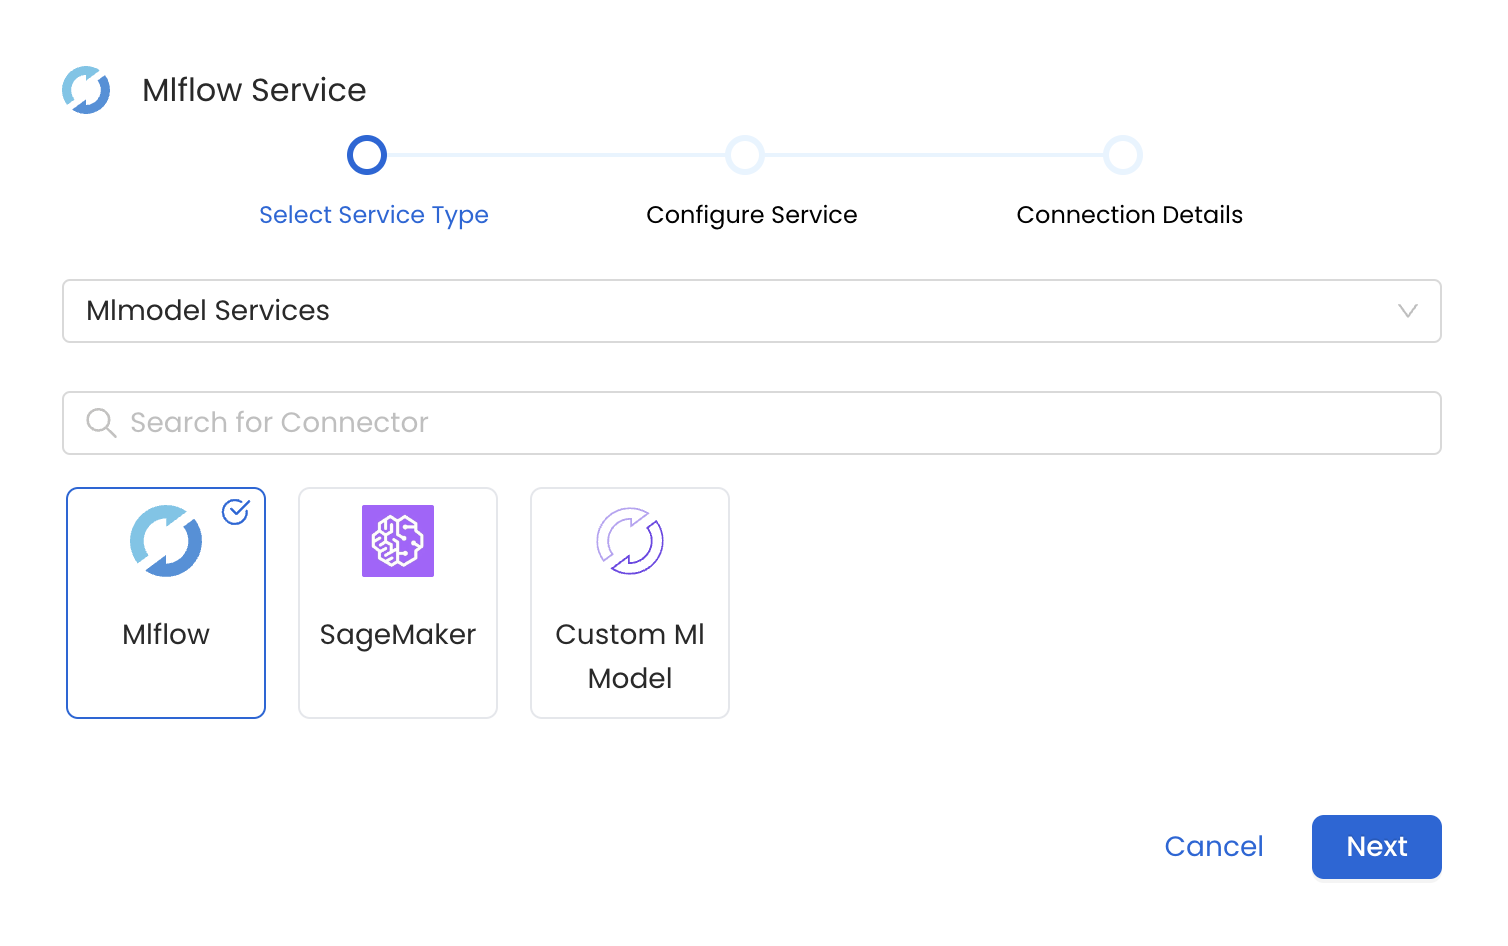 Mlflow Service
Select Service Type
Configure Service
Connection Details
Mlmodel Services
Search for Connector
Mlflow
SageMaker
Custom Ml
Model
Cancel
Next